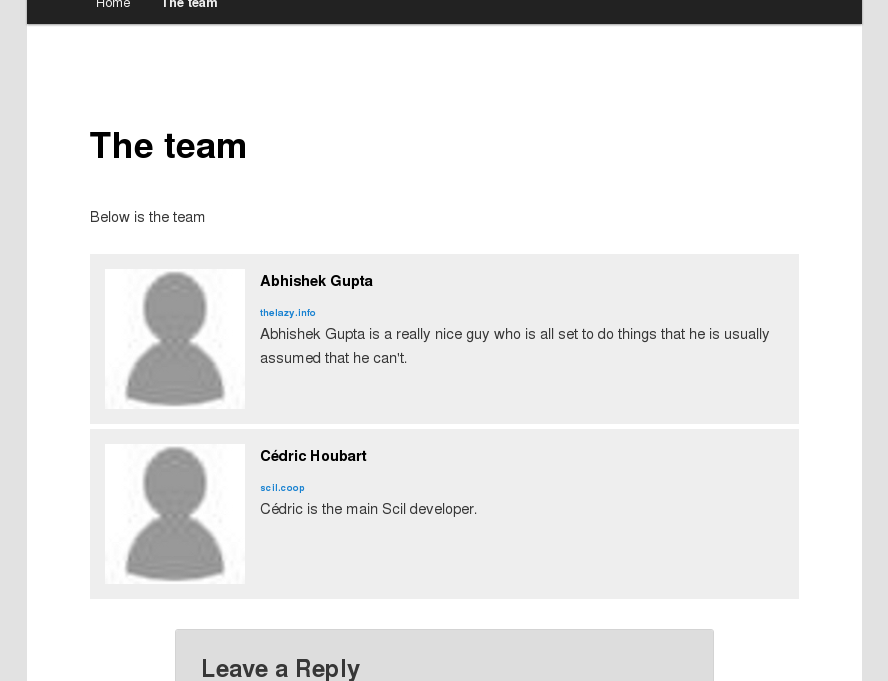 Home The team
The team
Below is the team
Abhishek Gupta
thelazy.info
Abhishek Gupta is a really nice guy who is all set to do things that he is usually
assumed that he can't.
Cédric Houbart
scil.coop
Cédric is the main Scil developer.
Leave a Reply